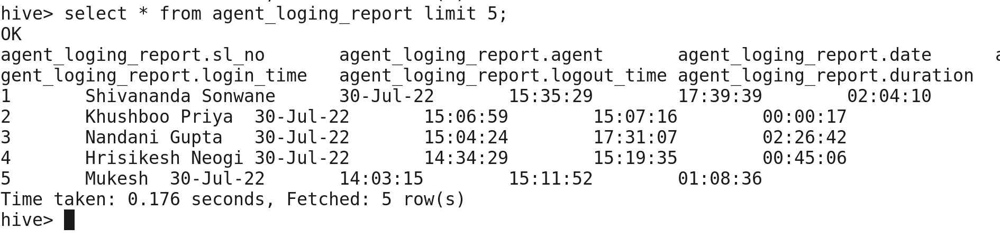 hive> select * from agent_loging_report limit 5;
OK
agent_loging_report.sl_no agent_loging_report.agent agent_loging_report.date a
gent_loging_report.login_time agent_loging_report.logout_time agent_loging_report.duration
1 Shivananda Sonwane 30-Jul-22 15:35:29 17:39:39 02:04:10
2 Khushboo Priya 30-Jul-22 15:06:59 15:07:16 00:00:17
3 Nandani Gupta 30-Jul-22 15:04:24 17:31:07 02:26:42
4 Hrisikesh Neogi 30-Jul-22 14:34:29 15:19:35 00:45:06
5 Mukesh 30-Jul-22 14:03:15 15:11:52 01:08:36
Time taken: 0.176 seconds, Fetched: 5 row(s)
hive>